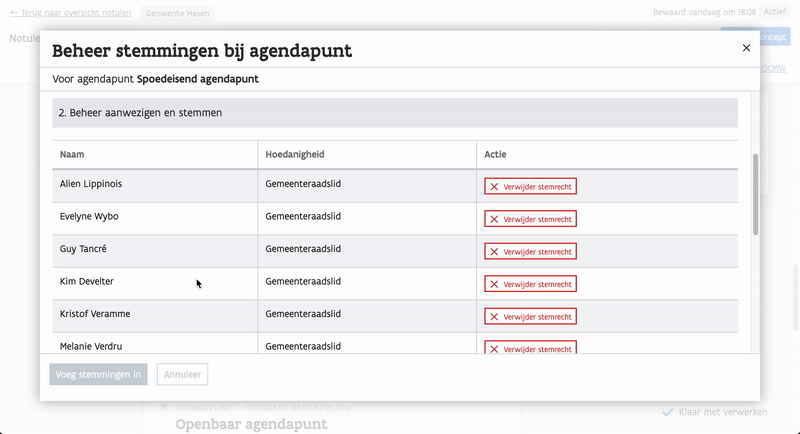 ← Terug naar overzicht notulen
Gemeente Mesen
Bewaard vandaag om 18:08
Actief
Beheer stemmingen bij agendapunt
Voor agendapunt Spoedeisend agendapunt
OCMW
2. Beheer aanwezigen en stemmen
Naam Hoedanigheid Actie
Alien Lippinois Gemeenteraadslid Verwijder stemrecht
Evelyne Wybo Gemeenteraadslid Verwijder stemrecht
Guy Tancré Gemeenteraadslid Verwijder stemrecht
Kim Develter Gemeenteraadslid Verwijder stemrecht
Kristof Veramme Gemeenteraadslid Verwijder stemrecht
Melanie Verdru Gemeenteraadslid Verwijder stemrecht
Voeg stemmingen in
Annuleer
AGENDAPUNT - OPENBARE BEHANDELING
Openbaar agendapunt
Klaar met verwerken